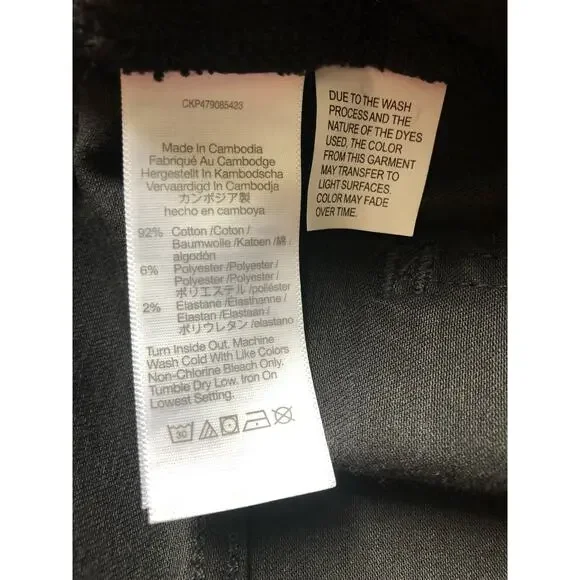 CKP479085423
Made In Cambodia
Fabriqué Au Cambodge
Hergestellt In Kambodscha
Vervaardigd In Cambodja
カンボジア製
hecho en camboya
92% Cotton /Coton /
Baumwolle /Katoen /綿 /
algodón
6% Polyester /Polyester /
Polyester /Polyester /
ポリエステル /poliéster
2% Elastane /Elasthanne /
Elastan /Elastaan /
ポリウレタン /elastano
Turn Inside Out. Machine
Wash Cold With Like Colors
Non-Chlorine Bleach Only.
Tumble Dry Low. Iron On
Lowest Setting.
30
DUE TO THE WASH
PROCESS AND THE
NATURE OF THE DYES
USED, THE COLOR
FROM THIS GARMENT
MAY TRANSFER TO
LIGHT SURFACES.
COLOR MAY FADE
OVER TIME.